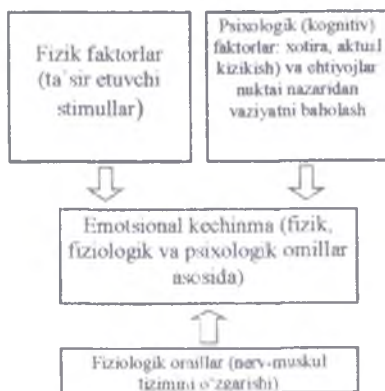 Fizik faktorlar
(ta`sir etuvchi
stimullar)
Psixologik (kognitiv)
faktorlar: xotira, aktual
kizikish) va ehtiyojlar
nuktai nazaridan
vaziyatni baholash
Emotsional kechinma (fizik,
fiziologik va psixologik omillar
asosida)
Fiziologik omillar (nerv-muskul
tizimini o`zgarishi)